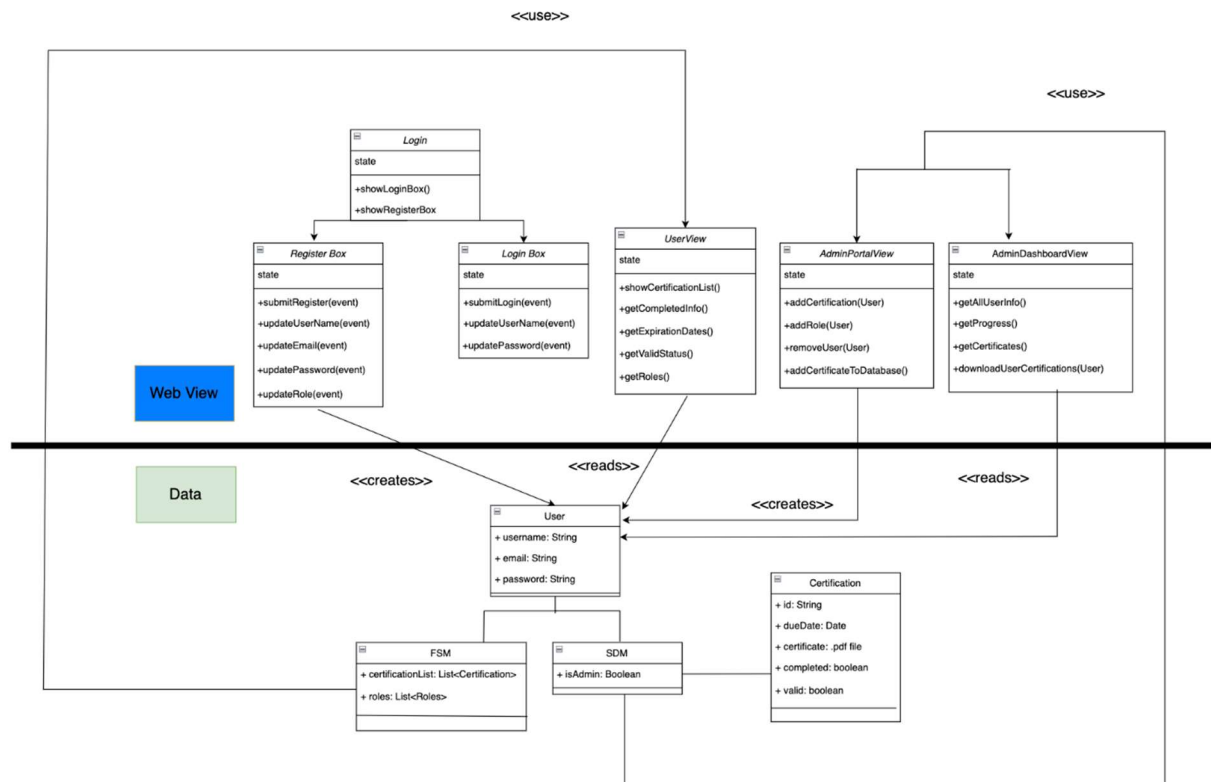 <<use>>
<<use>>
Login
state
+showLoginBox()
+showRegisterBox
Register Box
state
+submitRegister(event)
+updateUserName(event)
+updateEmail(event)
+updatePassword(event)
+updateRole(event)
Login Box
state
+submitLogin(event)
+updateUserName(event)
+updatePassword(event)
UserView
state
+showCertificationList()
+getCompletedInfo()
+getExpirationDates()
+getValidStatus()
+getRoles()
AdminPortalView
state
+addCertification(User)
+addRole(User)
+removeUser(User)
+addCertificateToDatabase()
AdminDashboardView
state
+getAllUserInfo()
+getProgress()
+getCertificates()
+downloadUserCertifications(User)
Web View
Data
<<creates>>
<<reads>>
<<creates>>
<<reads>>
User
+ username: String
+ email: String
+ password: String
FSM
+ certificationList: List<Certification>
+ roles: List<Roles>
SDM
+ isAdmin: Boolean
Certification
+ id: String
+ dueDate: Date
+ certificate: .pdf file
+ completed: boolean
+ valid: boolean